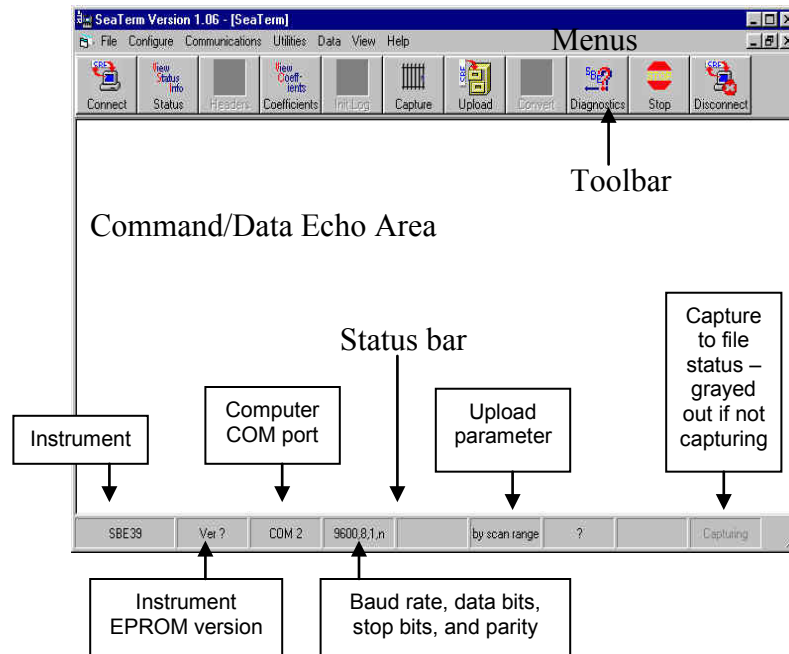 SeaTerm Version 1.06 - [SeaTerm]
File Configure Communications Utilities Data View Help
Menus
Connect
View Status Info
Status
Headers
View Coeff-icients
Coefficients
Init Log
Capture
Upload
Convert
SBE
Diagnostics
Stop
Disconnect
Toolbar
Command/Data Echo Area
Status bar
Capture
to file
status –
grayed
out if not
capturing
Computer
COM port
Upload
parameter
Instrument
SBE39
Ver ?
COM 2
9600,8,1,n
by scan range
?
Capturing
Instrument
EPROM version
Baud rate, data bits,
stop bits, and parity